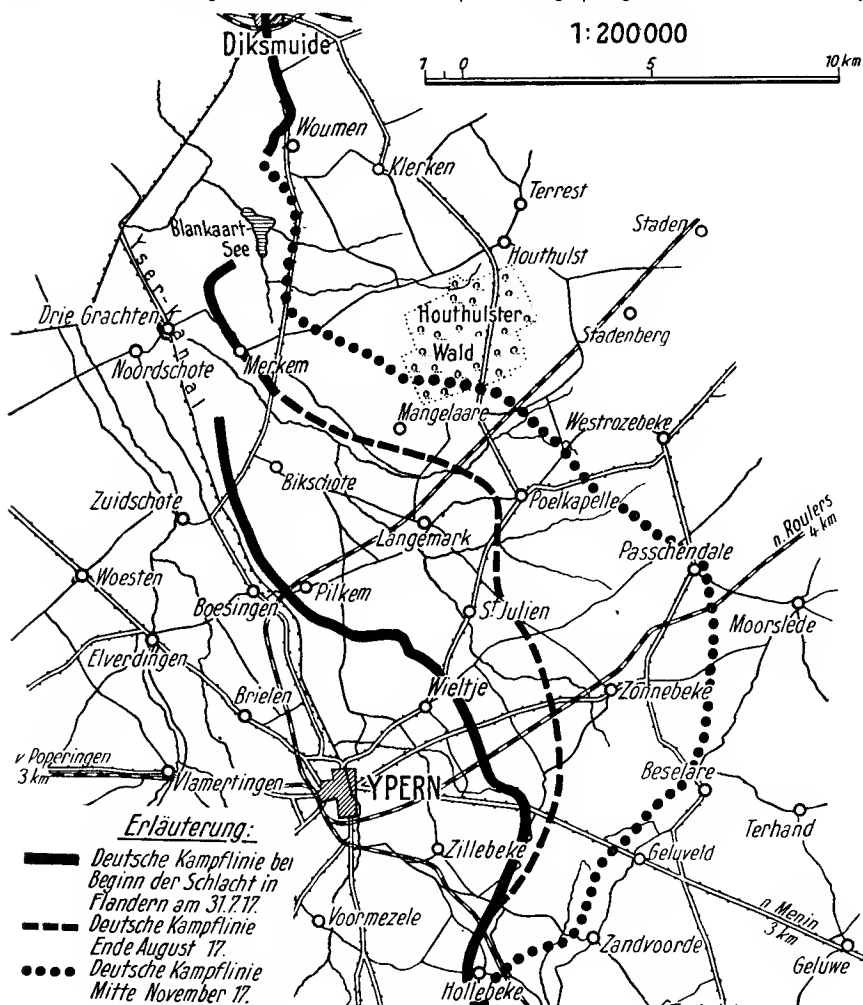 1:200000
1 0 5 10 km
Diksmuide
Woumen
Klerken
Terrest
Staden
Blankaart-
See
Houthulst
Yser-Kanal
Drie Grachten
Houthulster
Wald
Stadenberg
Noordschote
Merkem
Mangelaare
Westrozebeke
Bikschote
Zuidschote
Poelkapelle
Langemark
n. Roulers
4 km
Passchendale
Woesten
Pilkem
Boesingen
St. Julien
Moorslede
Elverdingen
Wieltje
Zonnebeke
Brielen
v Poperingen
3 km
Vlamertingen
YPERN
Beselare
Terhand
Zillebeke
Geluveld
Voormezele
n Menin
3 km
Zandvoorde
Geluwe
Hollebeke
Erläuterung:
Deutsche Kampflinie bei
Beginn der Schlacht in
Flandern am 31.7.17.
Deutsche Kampflinie
Ende August 17.
Deutsche Kampflinie
Mitte November 17.